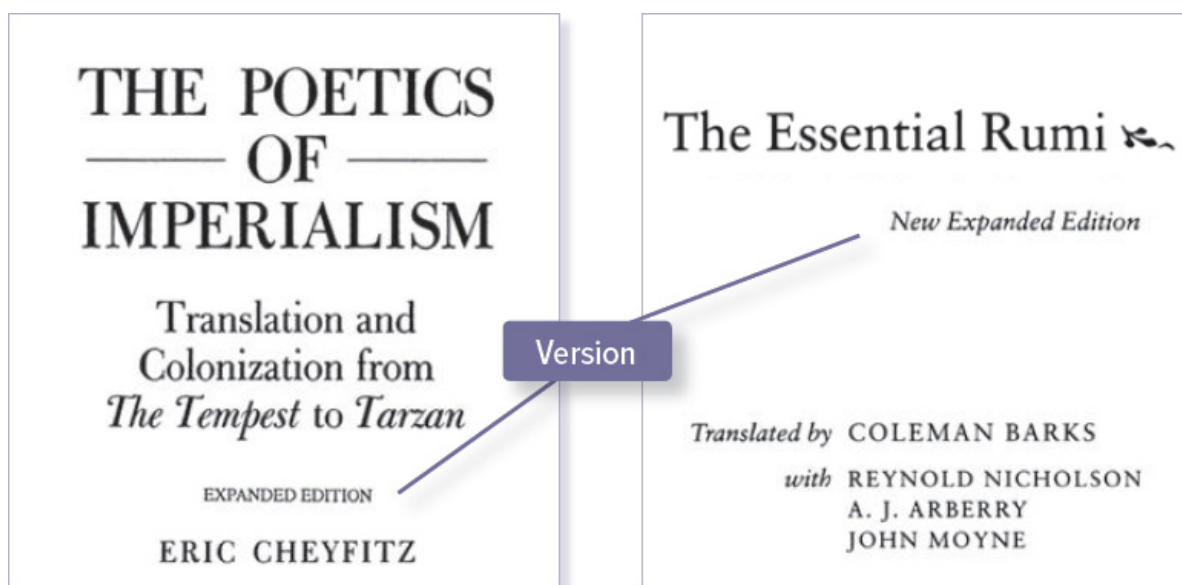 THE POETICS
OF
IMPERIALISM
Translation and
Colonization from
The Tempest to Tarzan
EXPANDED EDITION
ERIC CHEYFITZ
Version
The Essential Rumi
New Expanded Edition
Translated by COLEMAN BARKS
with REYNOLD NICHOLSON
A. J. ARBERRY
JOHN MOYNE